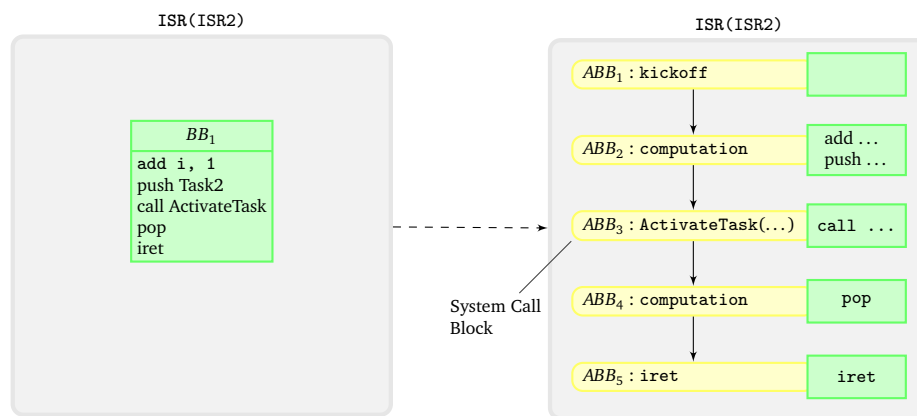 ISR(ISR2)
BB1
add i, 1
push Task2
call ActivateTask
pop
iret
System Call
Block
ISR(ISR2)
ABB1 : kickoff
ABB2 : computation
add ...
push ...
ABB3 : ActivateTask(...)
call ...
ABB4 : computation
pop
ABB5 : iret
iret